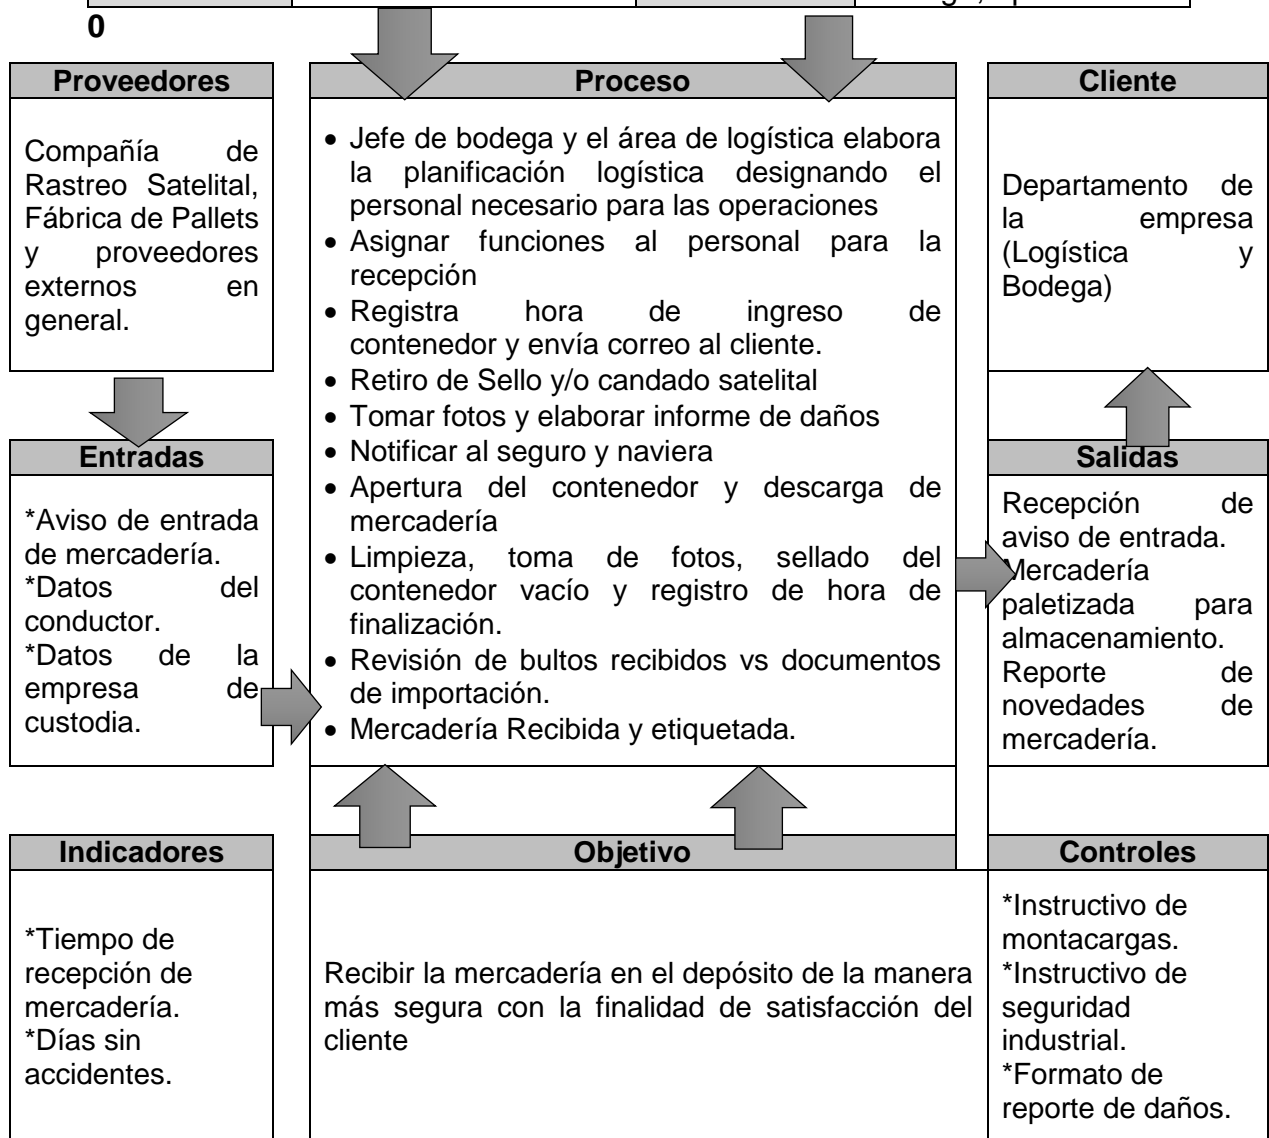 0
Proveedores
Compañía de
Rastreo Satelital,
Fábrica de Pallets
y proveedores
externos en
general.
Proceso
• Jefe de bodega y el área de logística elabora
la planificación logística designando el
personal necesario para las operaciones
• Asignar funciones al personal para la
recepción
• Registra hora de ingreso de
contenedor y envía correo al cliente.
• Retiro de Sello y/o candado satelital
• Tomar fotos y elaborar informe de daños
• Notificar al seguro y naviera
• Apertura del contenedor y descarga de
mercadería
• Limpieza, toma de fotos, sellado del
contenedor vacío y registro de hora de
finalización.
• Revisión de bultos recibidos vs documentos
de importación.
• Mercadería Recibida y etiquetada.
Cliente
Departamento de
la empresa
(Logística y
Bodega)
Entradas
*Aviso de entrada
de mercadería.
*Datos del
conductor.
*Datos de la
empresa de
custodia.
Salidas
Recepción de
aviso de entrada.
Mercadería
paletizada para
almacenamiento.
Reporte de
novedades de
mercadería.
Indicadores
*Tiempo de
recepción de
mercadería.
*Días sin
accidentes.
Objetivo
Recibir la mercadería en el depósito de la manera
más segura con la finalidad de satisfacción del
cliente
Controles
*Instructivo de
montacargas.
*Instructivo de
seguridad
industrial.
*Formato de
reporte de daños.